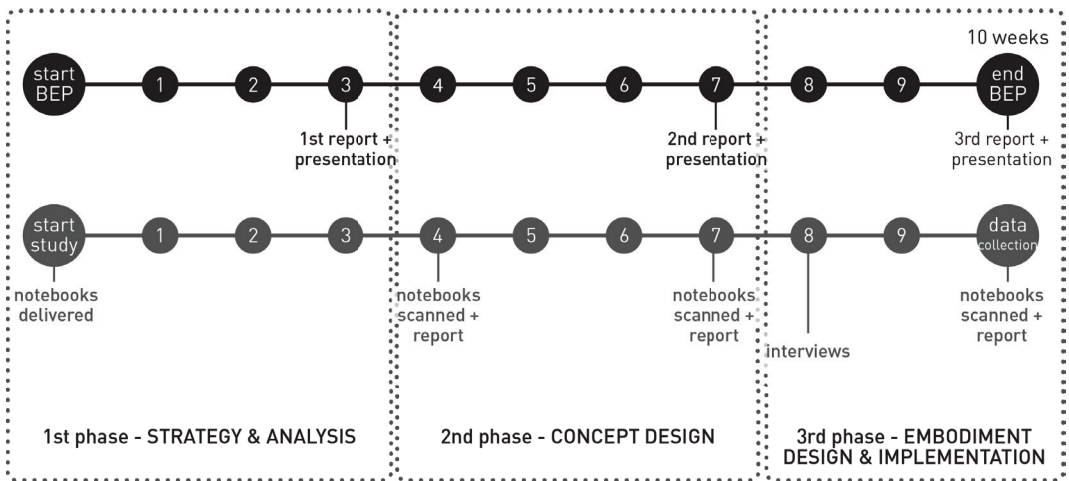 10 weeks
start
BEP
1
2
3
4
5
6
7
8
9
end
BEP
1st report +
presentation
2nd report +
presentation
3rd report +
presentation
start
study
1
2
3
4
5
6
7
8
9
data
collection
notebooks
delivered
notebooks
scanned +
report
notebooks
scanned +
report
interviews
notebooks
scanned +
report
1st phase - STRATEGY & ANALYSIS
2nd phase - CONCEPT DESIGN
3rd phase - EMBODIMENT
DESIGN & IMPLEMENTATION